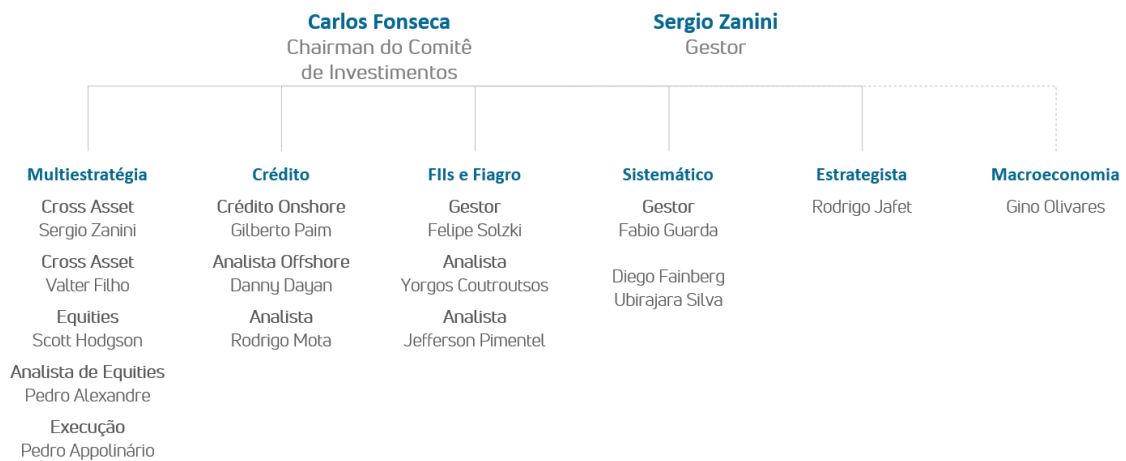 Carlos Fonseca
Chairman do Comitê
de Investimentos
Sergio Zanini
Gestor
Multiestratégia
Cross Asset
Sergio Zanini
Cross Asset
Valter Filho
Equities
Scott Hodgson
Analista de Equities
Pedro Alexandre
Execução
Pedro Appolinário
Crédito
Crédito Onshore
Gilberto Paim
Analista Offshore
Danny Dayan
Analista
Rodrigo Mota
FIIs e Fiagro
Gestor
Felipe Solzki
Analista
Yorgos Coutroutsos
Analista
Jefferson Pimentel
Sistemático
Gestor
Fabio Guarda
Diego Fainberg
Ubirajara Silva
Estrategista
Rodrigo Jafet
Macroeconomia
Gino Olivares